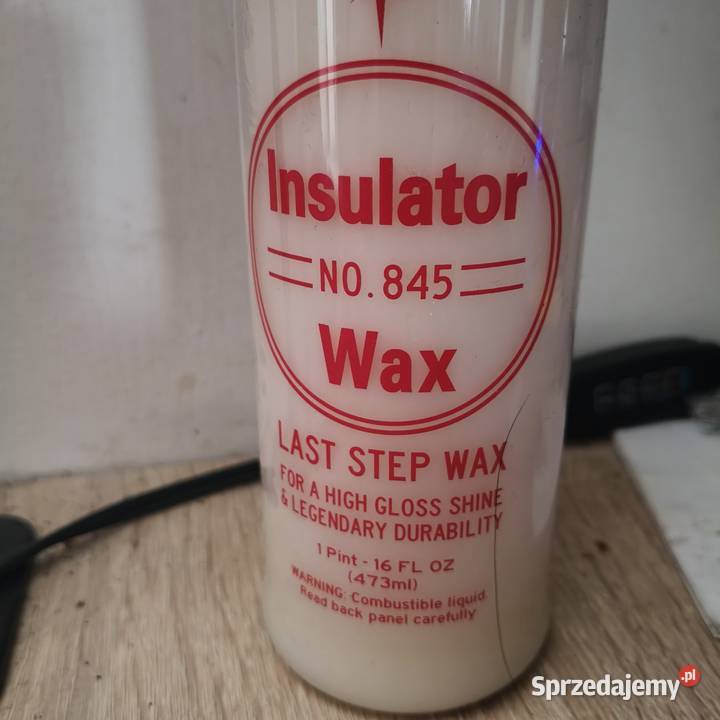 Insulator
NO. 845
Wax
LAST STEP WAX
FOR A HIGH GLOSS SHINE
& LEGENDARY DURABILITY
1 Pint - 16 FL OZ
(473ml)
WARNING: Combustible liquid.
Read back panel carefully
Sprzedajemy.pl